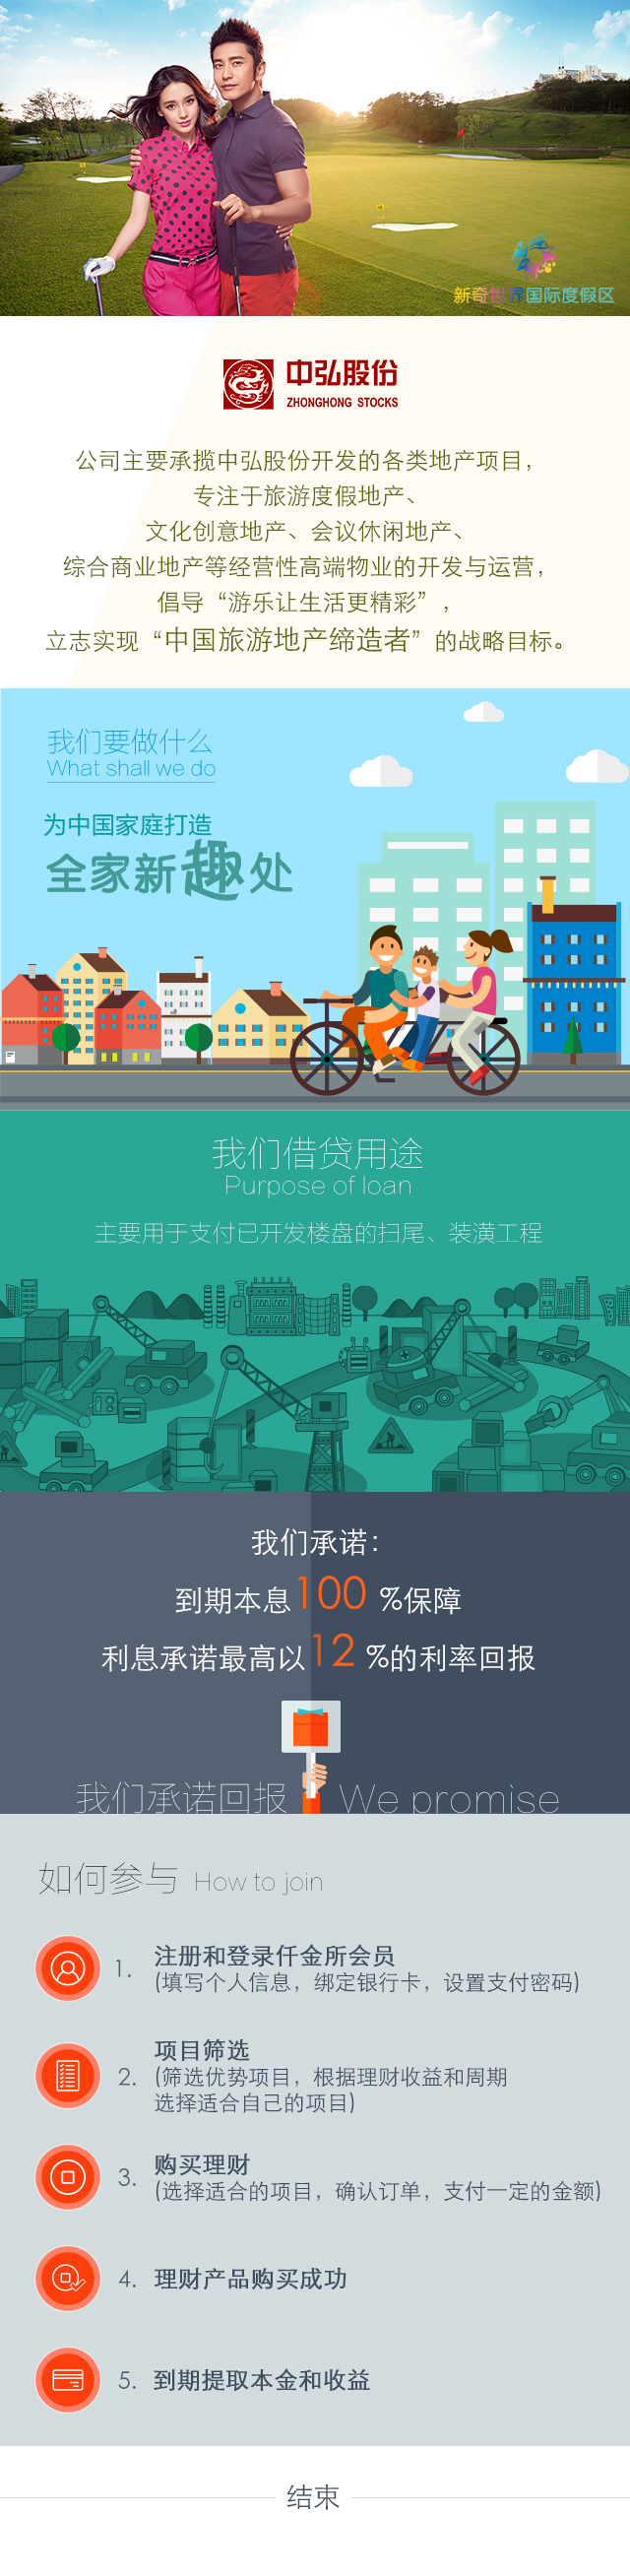 新奇世界国际度假区
中弘股份
ZHONGHONG STOCKS
公司主要承揽中弘股份开发的各类地产项目，
专注于旅游度假地产、
文化创意地产、会议休闲地产、
综合商业地产等经营性高端物业的开发与运营，
倡导“游乐让生活更精彩”，
立志实现“中国旅游地产缔造者”的战略目标。
我们要做什么
What shall we do
为中国家庭打造
全家新趣处
我们借贷用途
Purpose of loan
主要用于支付已开发楼盘的扫尾、装潢工程
我们承诺：
到期本息100 %保障
利息承诺最高以12 %的利率回报
我们承诺回报 We promise
如何参与 How to join
1. 注册和登录仟金所会员
(填写个人信息，绑定银行卡，设置支付密码)
2. 项目筛选
(筛选优势项目，根据理财收益和周期
选择适合自己的项目)
3. 购买理财
(选择适合的项目，确认订单，支付一定的金额)
4. 理财产品购买成功
5. 到期提取本金和收益
结束